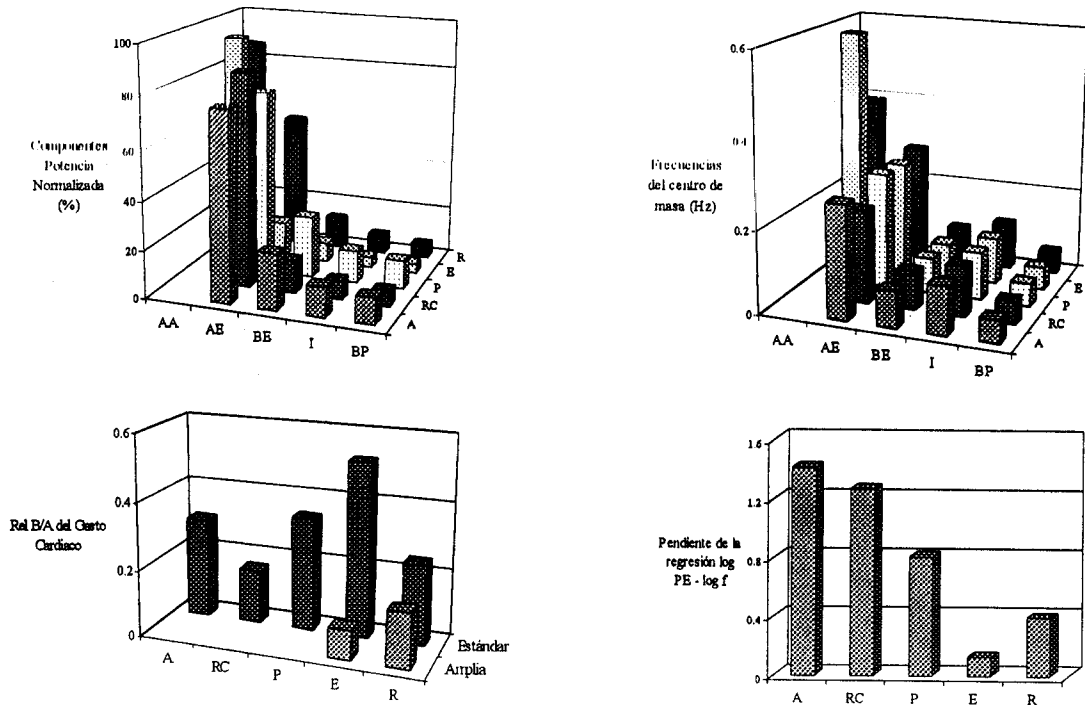 100
80
60
40
20
0
Componentes
Potencia
Normalizada
(%)
AA
AE
BE
I
BP
A
RC
P
E
R
0.6
0.4
0.2
0
Frecuencias
del centro de
masa (Hz)
AA
AE
BE
I
BP
A
RC
P
E
0.6
0.4
0.2
0
Rel B/A del Gasto
Cardiaco
A
RC
P
E
R
Estándar
Amplia
1.6
1.2
0.8
0.4
0
Pendiente de la
regresión log
PE - log f
A
RC
P
E
R